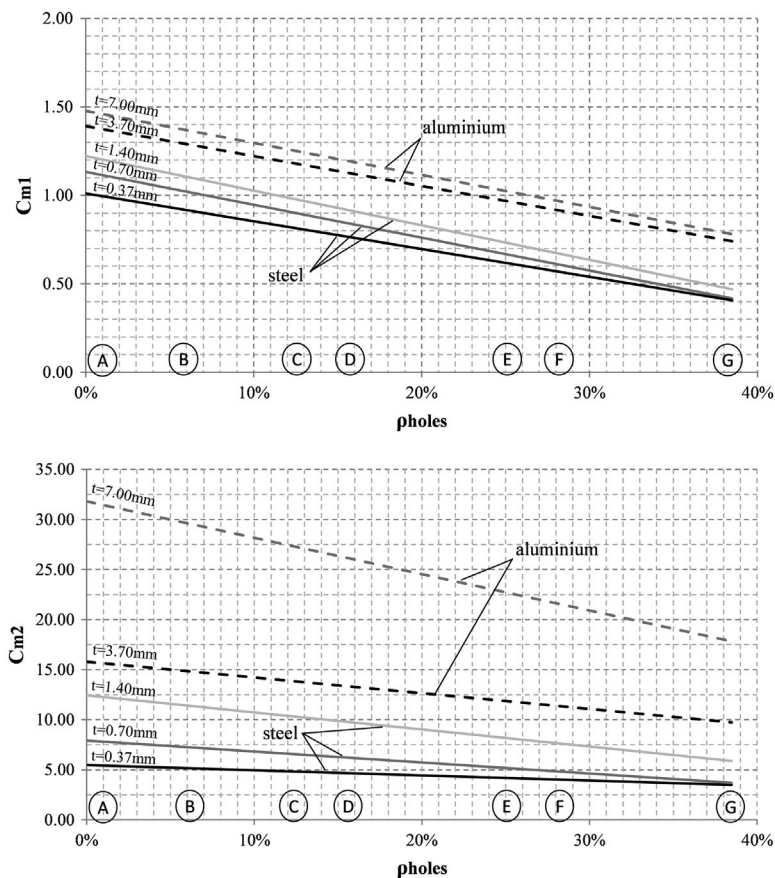 2.00
1.50
1.00
0.50
0.00
Cm1
t=7.00mm
t=3.70mm
t=1.40mm
t=0.70mm
t=0.37mm
aluminium
steel
A B C D E F G
0% 10% 20% 30% 40%
ρholes
35.00
30.00
25.00
20.00
15.00
10.00
5.00
0.00
Cm2
t=7.00mm
t=3.70mm
t=1.40mm
t=0.70mm
t=0.37mm
aluminium
steel
A B C D E F G
0% 10% 20% 30% 40%
ρholes